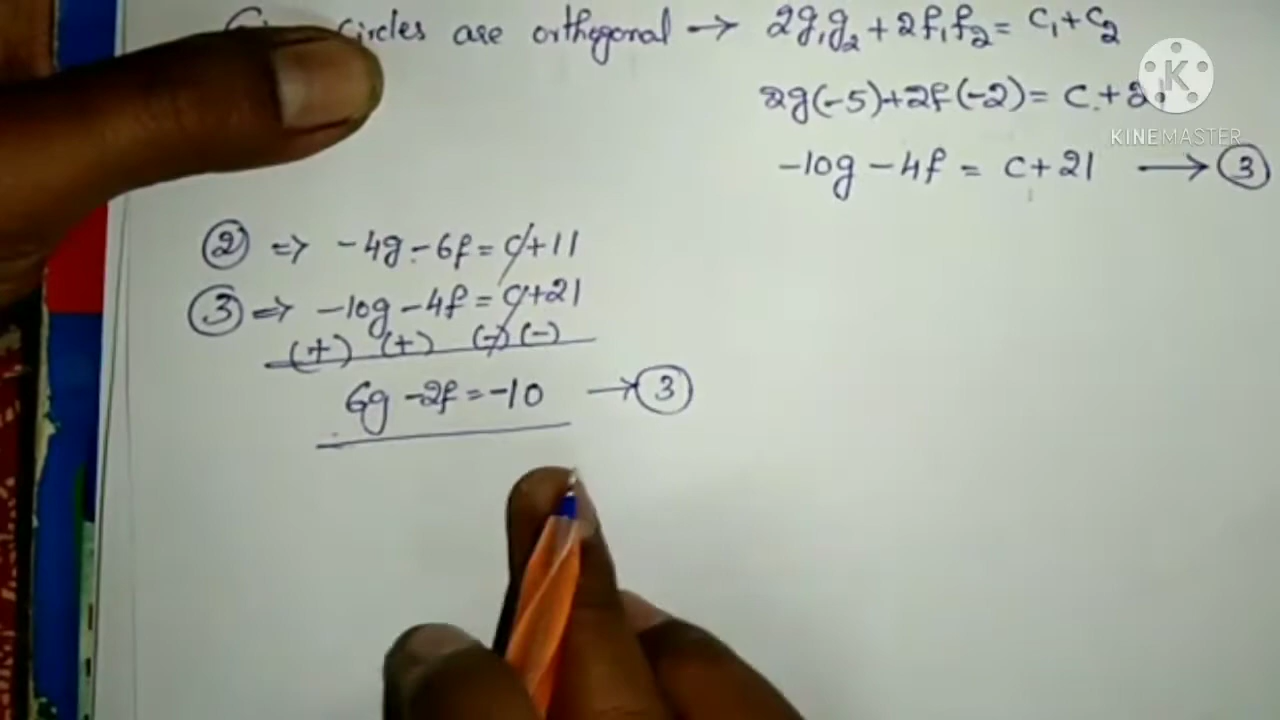 circles are orthogonal → 2g₁g₂ + 2f₁f₂ = c₁ + c₂
2g(-5)+2f(-2) = c + 21
K
KINEMASTER
-10g - 4f = c + 21 → ③
② => -4g - 6f = c + 11
③ => -10g - 4f = c + 21
(+) (+) (-) (-)
6g - 2f = -10 → ③